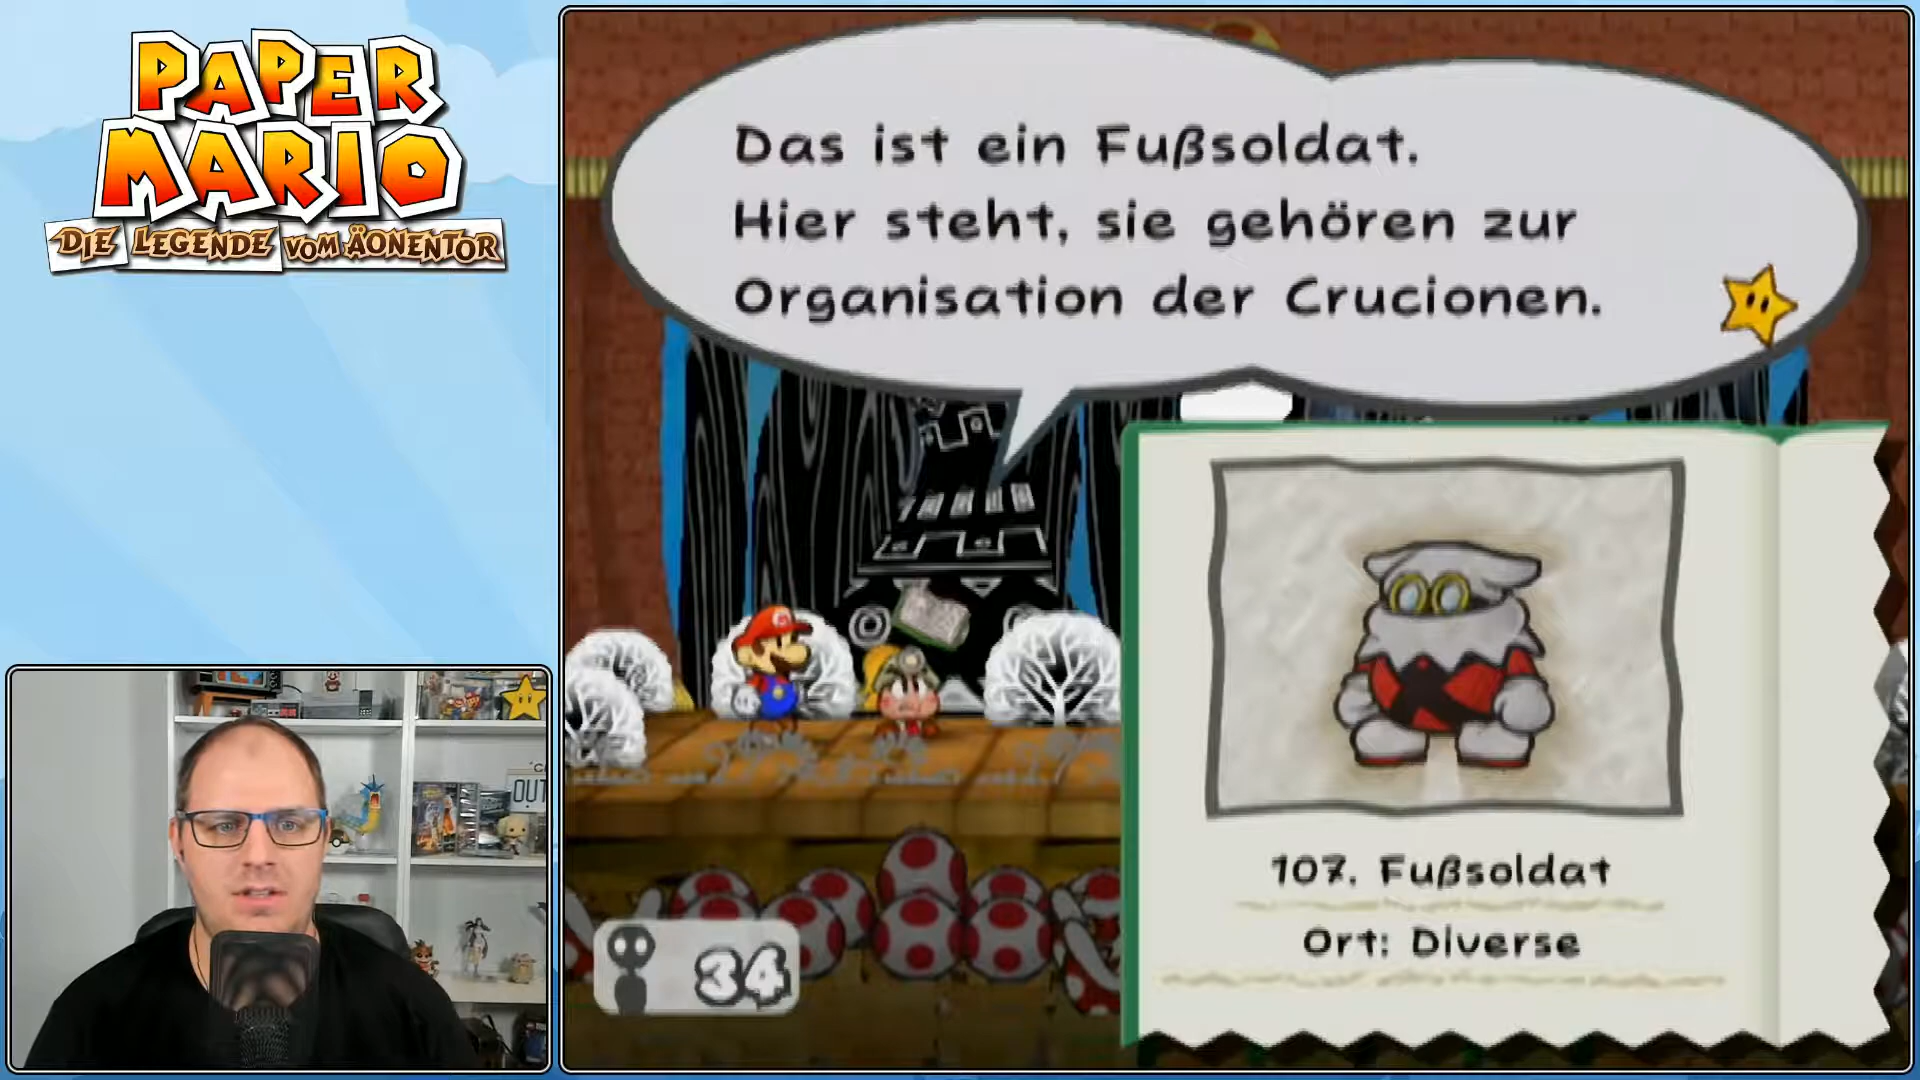 PAPER
MARIO
DIE LEGENDE VOM ÄONENTOR
Das ist ein Fußsoldat.
Hier steht, sie gehören zur
Organisation der Crucionen.
107. Fußsoldat
Ort: Diverse
34
OUT